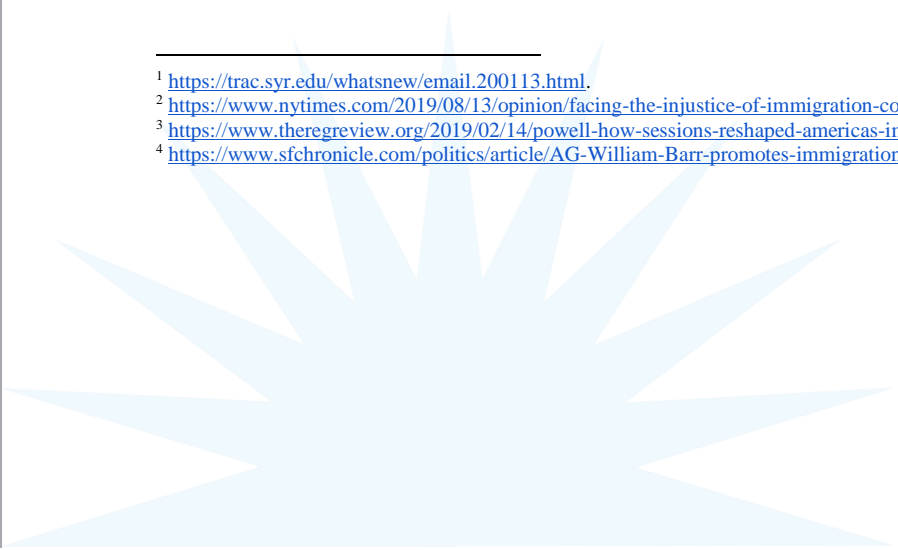 1 https://trac.syr.edu/whatsnew/email.200113.html.
2 https://www.nytimes.com/2019/08/13/opinion/facing-the-injustice-of-immigration-co
3 https://www.theregreview.org/2019/02/14/powell-how-sessions-reshaped-americas-i
4 https://www.sfchronicle.com/politics/article/AG-William-Barr-promotes-immigration